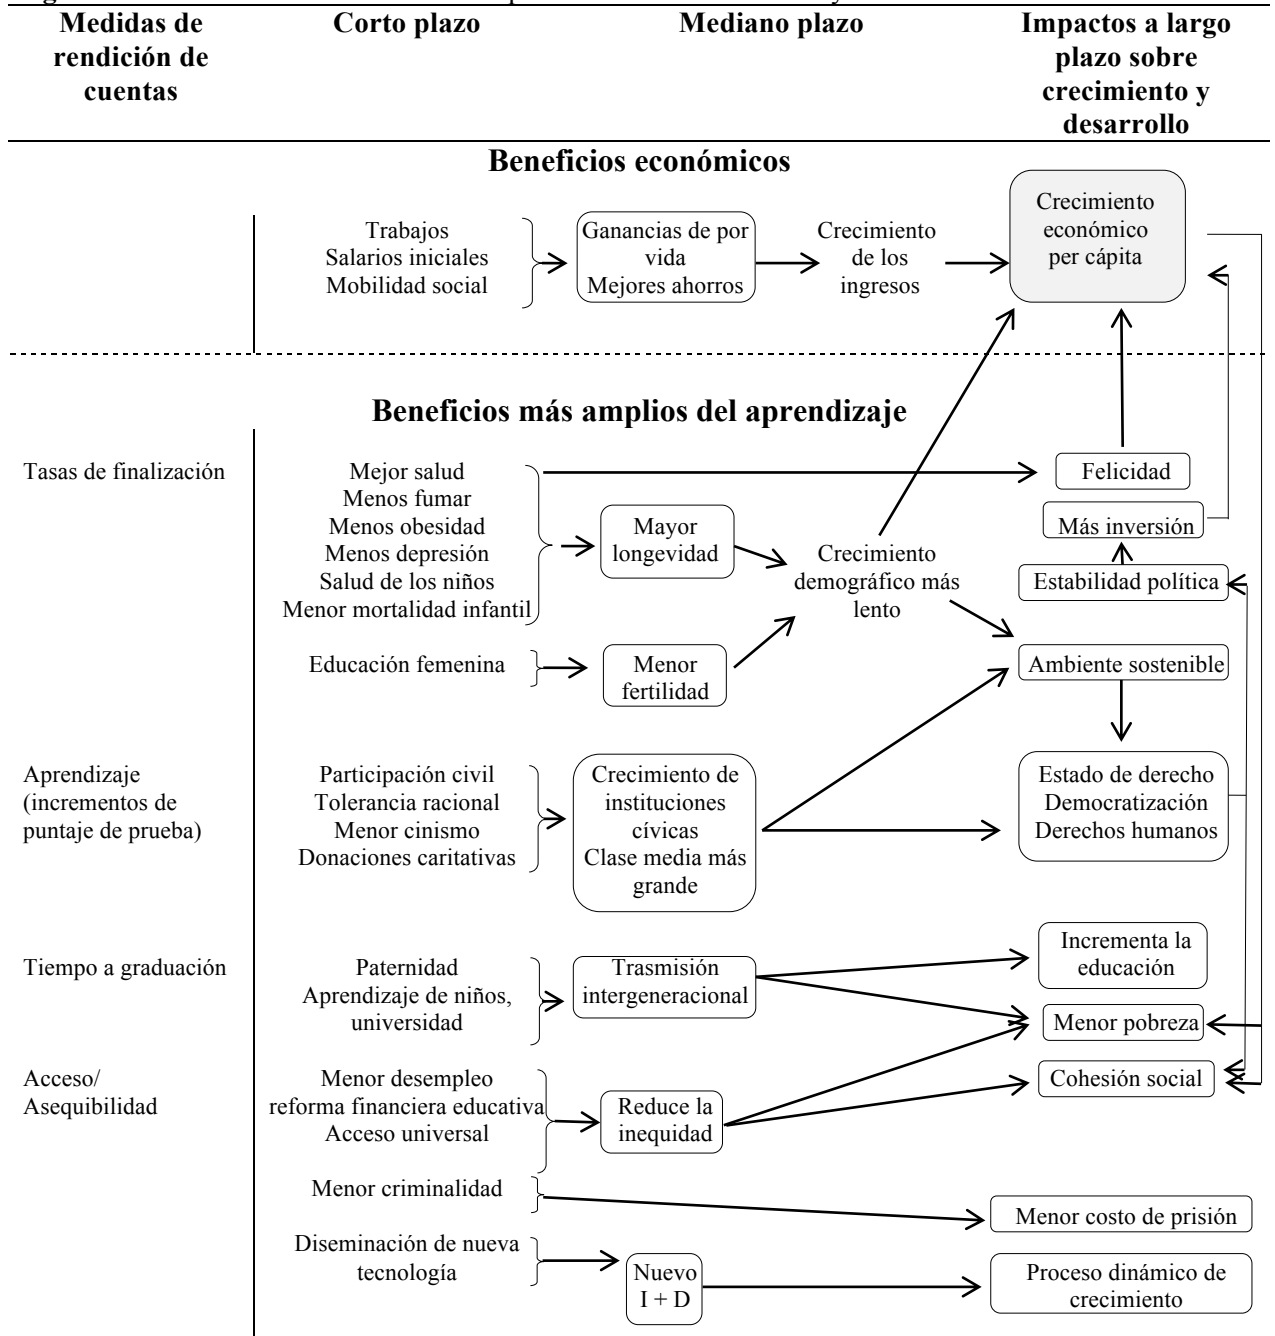 Medidas de
rendición de
cuentas
Corto plazo
Mediano plazo
Impactos a largo
plazo sobre
crecimiento y
desarrollo
Beneficios económicos
Trabajos
Salarios iniciales
Mobilidad social
Ganancias de por
vida
Mejores ahorros
Crecimiento
de los
ingresos
Crecimiento
económico
per cápita
Beneficios más amplios del aprendizaje
Tasas de finalización
Mejor salud
Menos fumar
Menos obesidad
Menos depresión
Salud de los niños
Menor mortalidad infantil
Mayor
longevidad
Crecimiento
demográfico más
lento
Felicidad
Más inversión
Estabilidad política
Educación femenina
Menor
fertilidad
Ambiente sostenible
Aprendizaje
(incrementos de
puntaje de prueba)
Participación civil
Tolerancia racional
Menor cinismo
Donaciones caritativas
Crecimiento de
instituciones
cívicas
Clase media más
grande
Estado de derecho
Democratización
Derechos humanos
Tiempo a graduación
Paternidad
Aprendizaje de niños,
universidad
Trasmisión
intergeneracional
Incrementa la
educación
Menor pobreza
Acceso/
Asequibilidad
Menor desempleo
reforma financiera educativa
Acceso universal
Reduce la
inequidad
Cohesión social
Menor criminalidad
Menor costo de prisión
Diseminación de nueva
tecnología
Nuevo
I + D
Proceso dinámico de
crecimiento